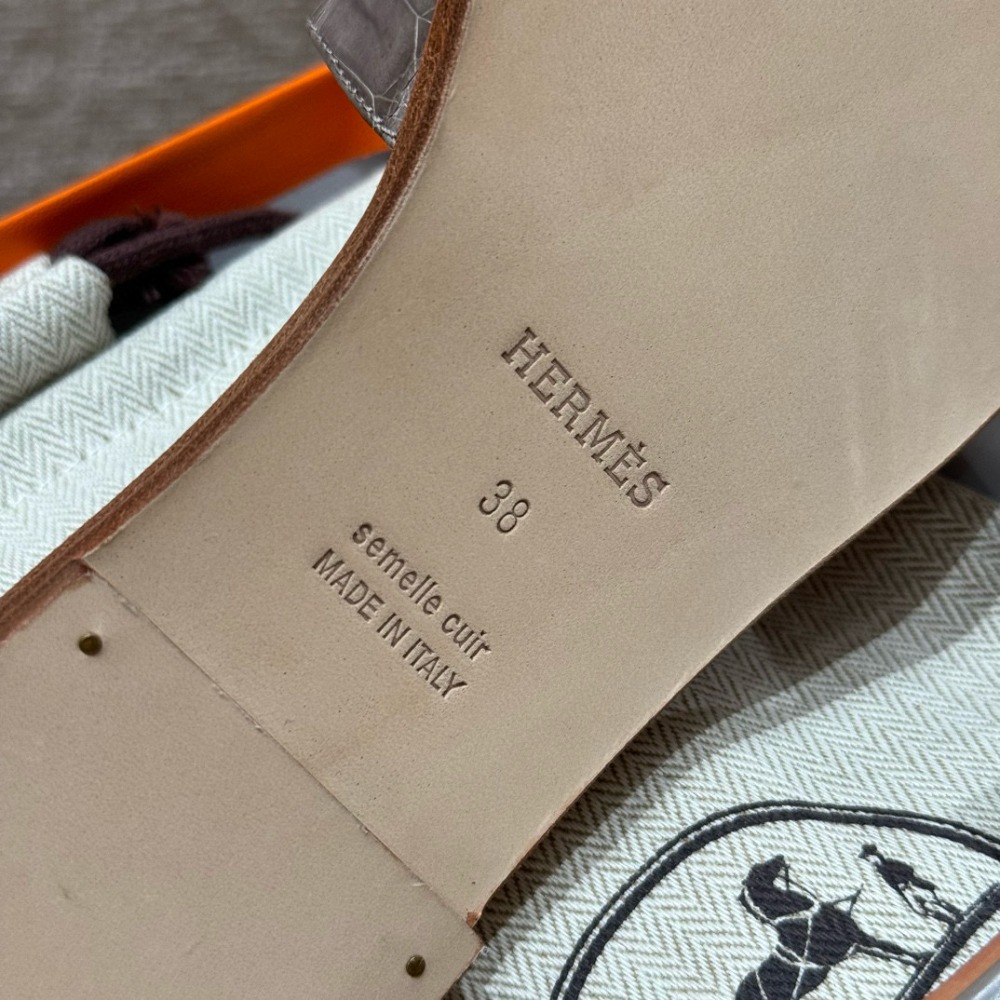 HERMÈS
38
semelle cuir
MADE IN ITALY